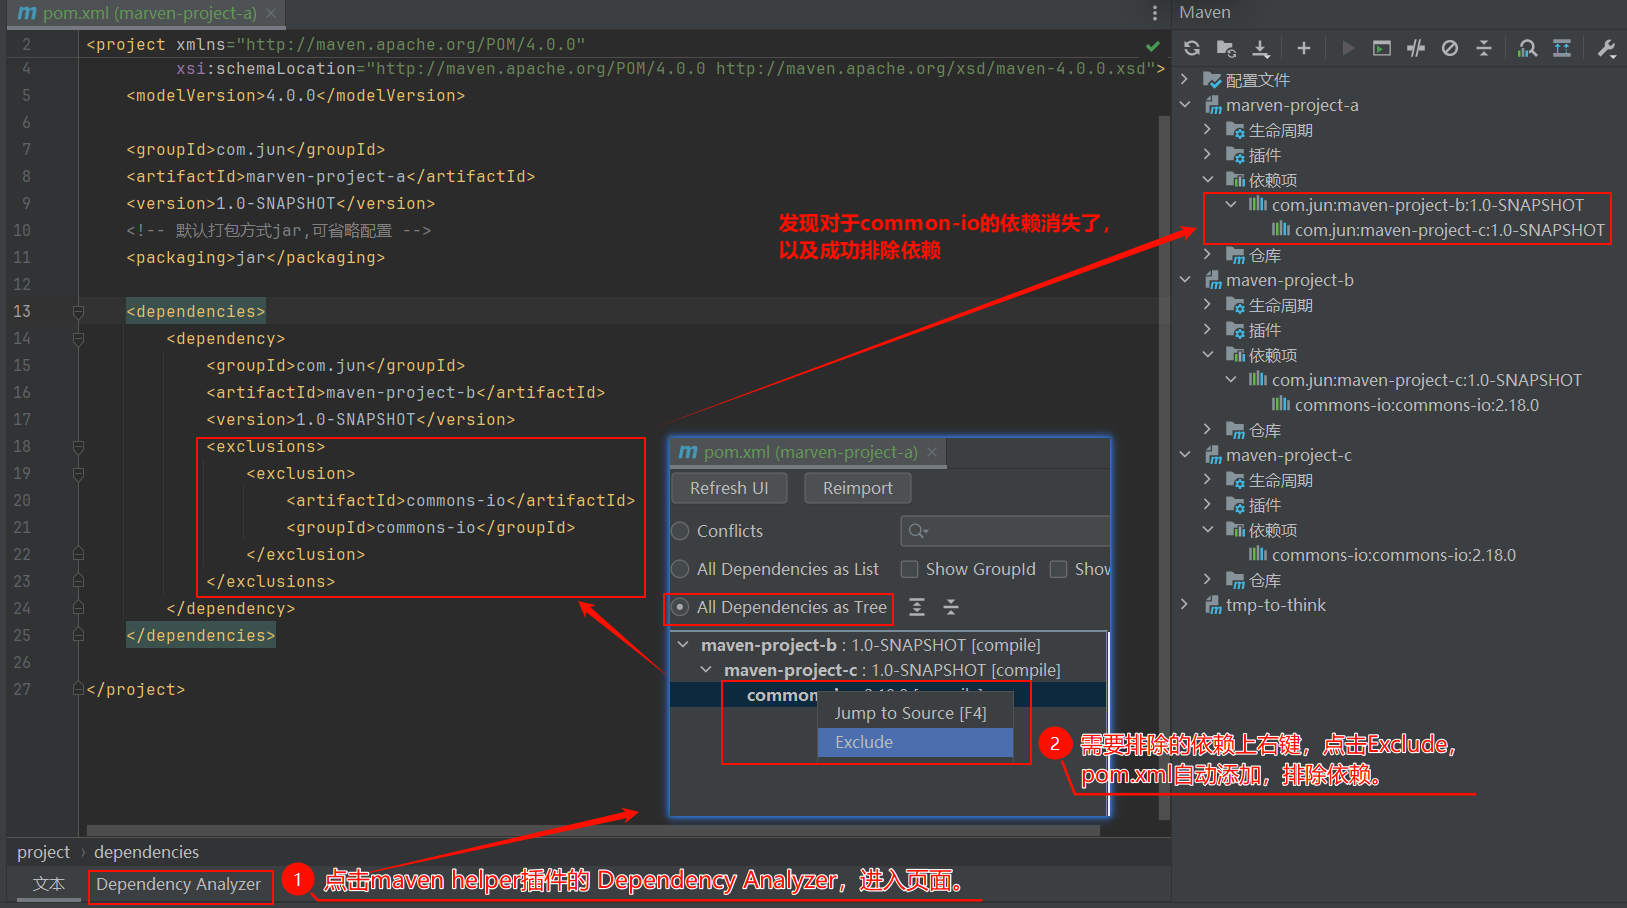 pom.xml (marven-project-a)
2 <project xmlns="http://maven.apache.org/POM/4.0.0"
4 xsi:schemaLocation="http://maven.apache.org/POM/4.0.0 http://maven.apache.org/xsd/maven-4.0.0.xsd">
5 <modelVersion>4.0.0</modelVersion>
6
7 <groupId>com.jun</groupId>
8 <artifactId>marven-project-a</artifactId>
9 <version>1.0-SNAPSHOT</version>
10 <!-- 默认打包方式jar,可省略配置 -->
11 <packaging>jar</packaging>
12
13 <dependencies>
14 <dependency>
15 <groupId>com.jun</groupId>
16 <artifactId>maven-project-b</artifactId>
17 <version>1.0-SNAPSHOT</version>
18 <exclusions>
19 <exclusion>
20 <artifactId>commons-io</artifactId>
21 <groupId>commons-io</groupId>
22 </exclusion>
23 </exclusions>
24 </dependency>
25 </dependencies>
26
27 </project>
发现对于common-io的依赖消失了，
以及成功排除依赖
pom.xml (marven-project-a)
Refresh UI Reimport
Conflicts
All Dependencies as List Show GroupId Show
All Dependencies as Tree
maven-project-b : 1.0-SNAPSHOT [compile]
maven-project-c : 1.0-SNAPSHOT [compile]
common
Jump to Source [F4]
Exclude
2 需要排除的依赖上右键，点击Exclude，
pom.xml自动添加，排除依赖。
project › dependencies
文本 Dependency Analyzer
1 点击maven helper插件的 Dependency Analyzer，进入页面。
Maven
配置文件
marven-project-a
生命周期
插件
依赖项
com.jun:maven-project-b:1.0-SNAPSHOT
com.jun:maven-project-c:1.0-SNAPSHOT
仓库
maven-project-b
生命周期
插件
依赖项
com.jun:maven-project-c:1.0-SNAPSHOT
commons-io:commons-io:2.18.0
仓库
maven-project-c
生命周期
插件
依赖项
commons-io:commons-io:2.18.0
仓库
tmp-to-think